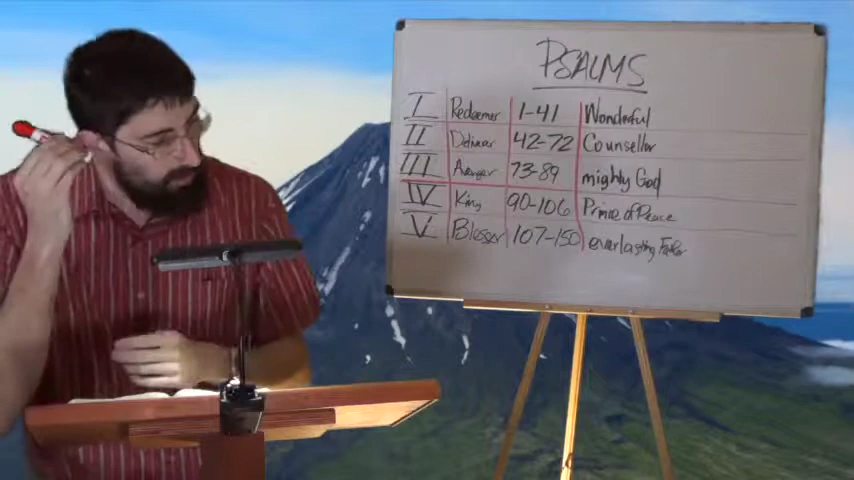 PSALMS
I Redeemer 1-41 Wonderful
II Deliverer 42-72 Counseller
III Avenger 73-89 mighty God
IV King 90-106 Prince of Peace
V Blesser 107-150 everlasting Father